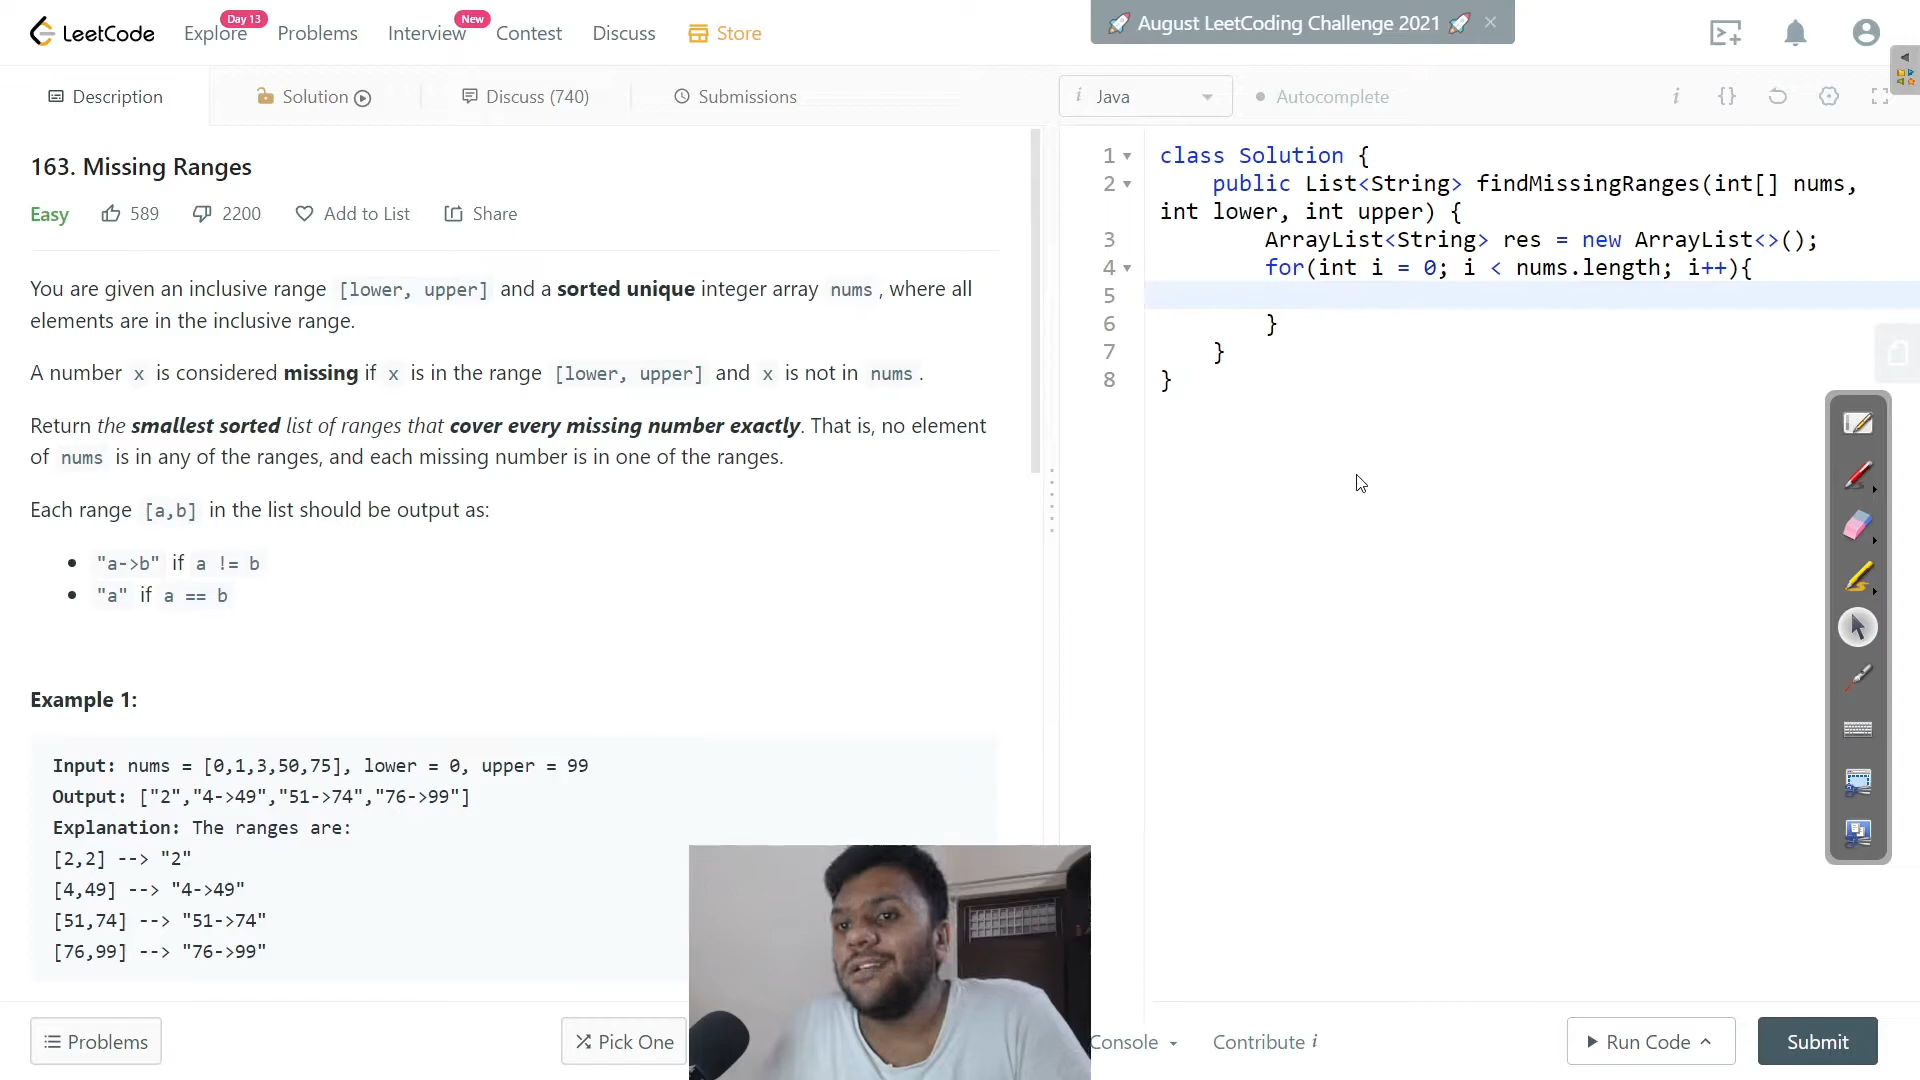 LeetCode
Explore
Day 13
Problems
Interview
New
Contest
Discuss
Store
🚀 August LeetCoding Challenge 2021 🚀 ×
Description
Solution
Discuss (740)
Submissions
i Java
Autocomplete
i {}
163. Missing Ranges
Easy 589 2200 Add to List Share
You are given an inclusive range [lower, upper] and a sorted unique integer array nums , where all
elements are in the inclusive range.
A number x is considered missing if x is in the range [lower, upper] and x is not in nums .
Return the smallest sorted list of ranges that cover every missing number exactly. That is, no element
of nums is in any of the ranges, and each missing number is in one of the ranges.
Each range [a,b] in the list should be output as:
• "a->b" if a != b
• "a" if a == b
Example 1:
Input: nums = [0,1,3,50,75], lower = 0, upper = 99
Output: ["2","4->49","51->74","76->99"]
Explanation: The ranges are:
[2,2] --> "2"
[4,49] --> "4->49"
[51,74] --> "51->74"
[76,99] --> "76->99"
1 class Solution {
2 public List<String> findMissingRanges(int[] nums,
int lower, int upper) {
3 ArrayList<String> res = new ArrayList<>();
4 for(int i = 0; i < nums.length; i++){
5
6 }
7 }
8 }
Problems
Pick One
Console
Contribute i
Run Code
Submit